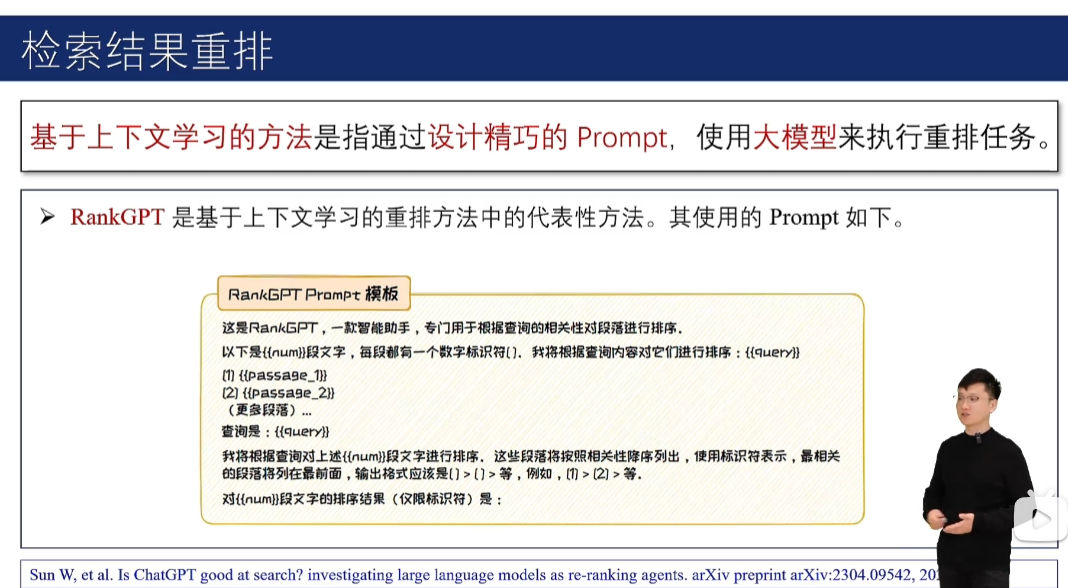 检索结果重排
基于上下文学习的方法是指通过设计精巧的 Prompt，使用大模型来执行重排任务。
➢ RankGPT 是基于上下文学习的重排方法中的代表性方法。其使用的 Prompt 如下。
RankGPT Prompt 模板
这是RankGPT，一款智能助手，专门用于根据查询的相关性对段落进行排序．
以下是{{num}}段文字，每段都有一个数字标识符[]．我将根据查询内容对它们进行排序：{{query}}
[1] {{passage_1}}
[2] {{passage_2}}
（更多段落）...
查询是：{{query}}
我将根据查询对上述{{num}}段文字进行排序．这些段落将按照相关性降序列出，使用标识符表示，最相关
的段落将列在最前面，输出格式应该是[] > [] > 等，例如，[1] > [2] > 等．
对{{num}}段文字的排序结果（仅限标识符）是：
Sun W, et al. Is ChatGPT good at search? investigating large language models as re-ranking agents. arXiv preprint arXiv:2304.09542,